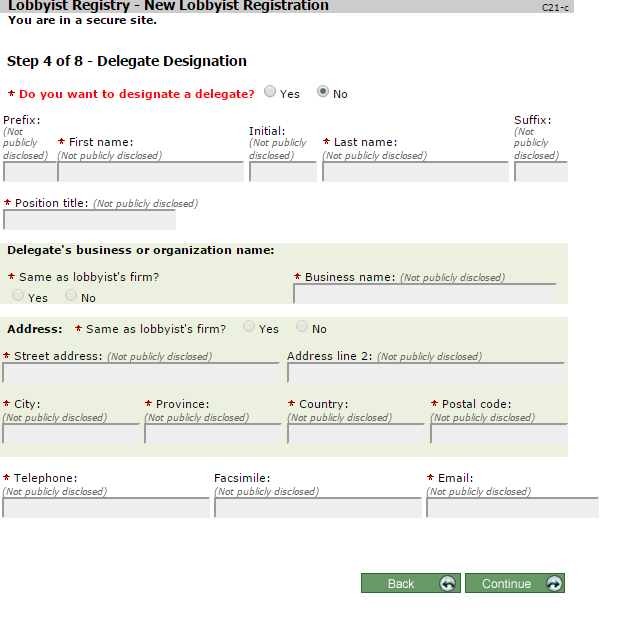 Lobbyist Registry - New Lobbyist Registration C21-c
You are in a secure site.
Step 4 of 8 - Delegate Designation
* Do you want to designate a delegate? Yes No
Prefix: (Not publicly disclosed)
* First name: (Not publicly disclosed)
Initial: (Not publicly disclosed)
* Last name: (Not publicly disclosed)
Suffix: (Not publicly disclosed)
* Position title: (Not publicly disclosed)
Delegate's business or organization name:
* Same as lobbyist's firm?
Yes No
* Business name: (Not publicly disclosed)
Address: * Same as lobbyist's firm? Yes No
* Street address: (Not publicly disclosed) Address line 2: (Not publicly disclosed)
* City: * Province: * Country: * Postal code:
(Not publicly disclosed) (Not publicly disclosed) (Not publicly disclosed) (Not publicly disclosed)
* Telephone: Facsimile: * Email:
(Not publicly disclosed) (Not publicly disclosed) (Not publicly disclosed)
Back Continue